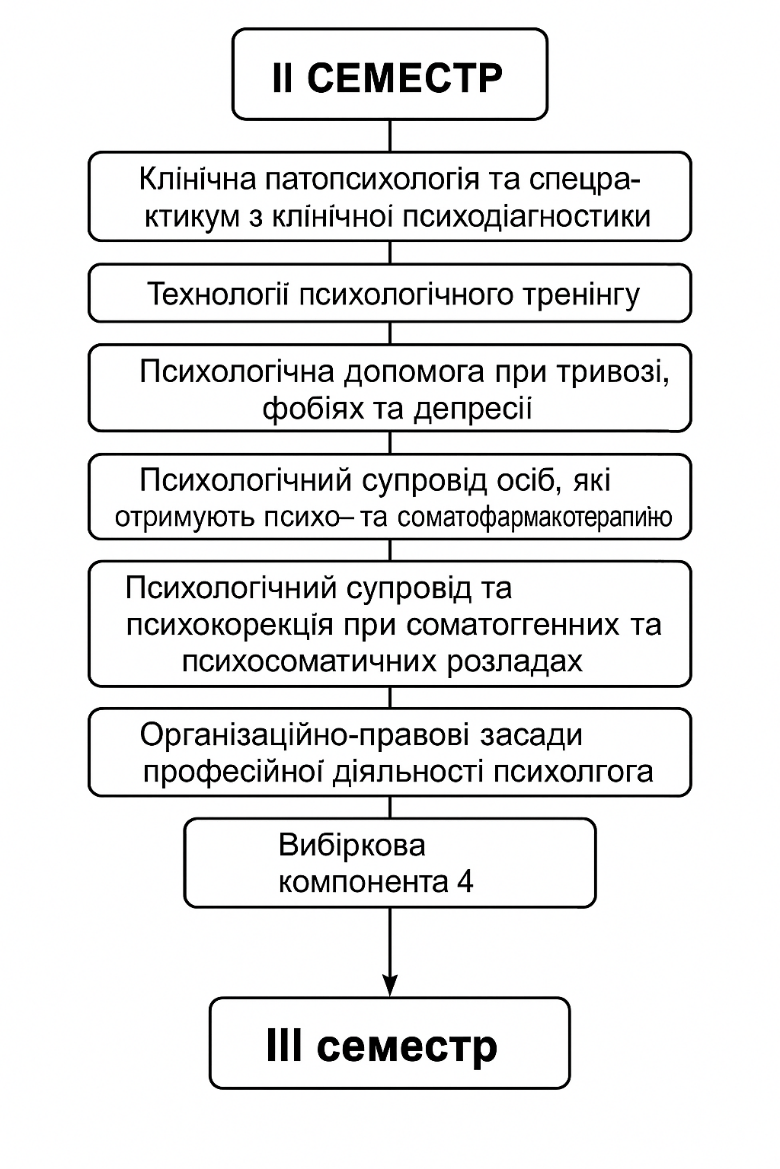 II СЕМЕСТР
Клінічна патопсихологія та спецра-
ктикум з клінічної психодіагностики
Технології психологічного тренінгу
Психологічна допомога при тривозі,
фобіях та депресії
Психологічний супровід осіб, які
отримують психо– та соматофармакотерапиію
Психологічний супровід та
психокорекція при соматоггенних та
психосоматичних розладах
Організаційно-правові засади
професійної діяльності психолгога
Вибіркова
компонента 4
III семестр